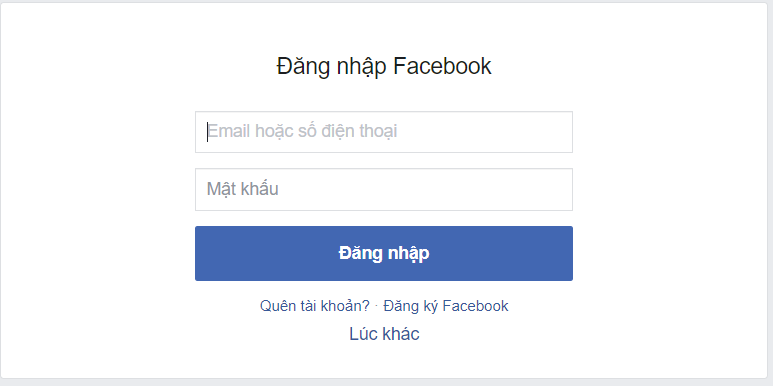 Đăng nhập Facebook
Email hoặc số điện thoại
Mật khẩu
Đăng nhập
Quên tài khoản? · Đăng ký Facebook
Lúc khác